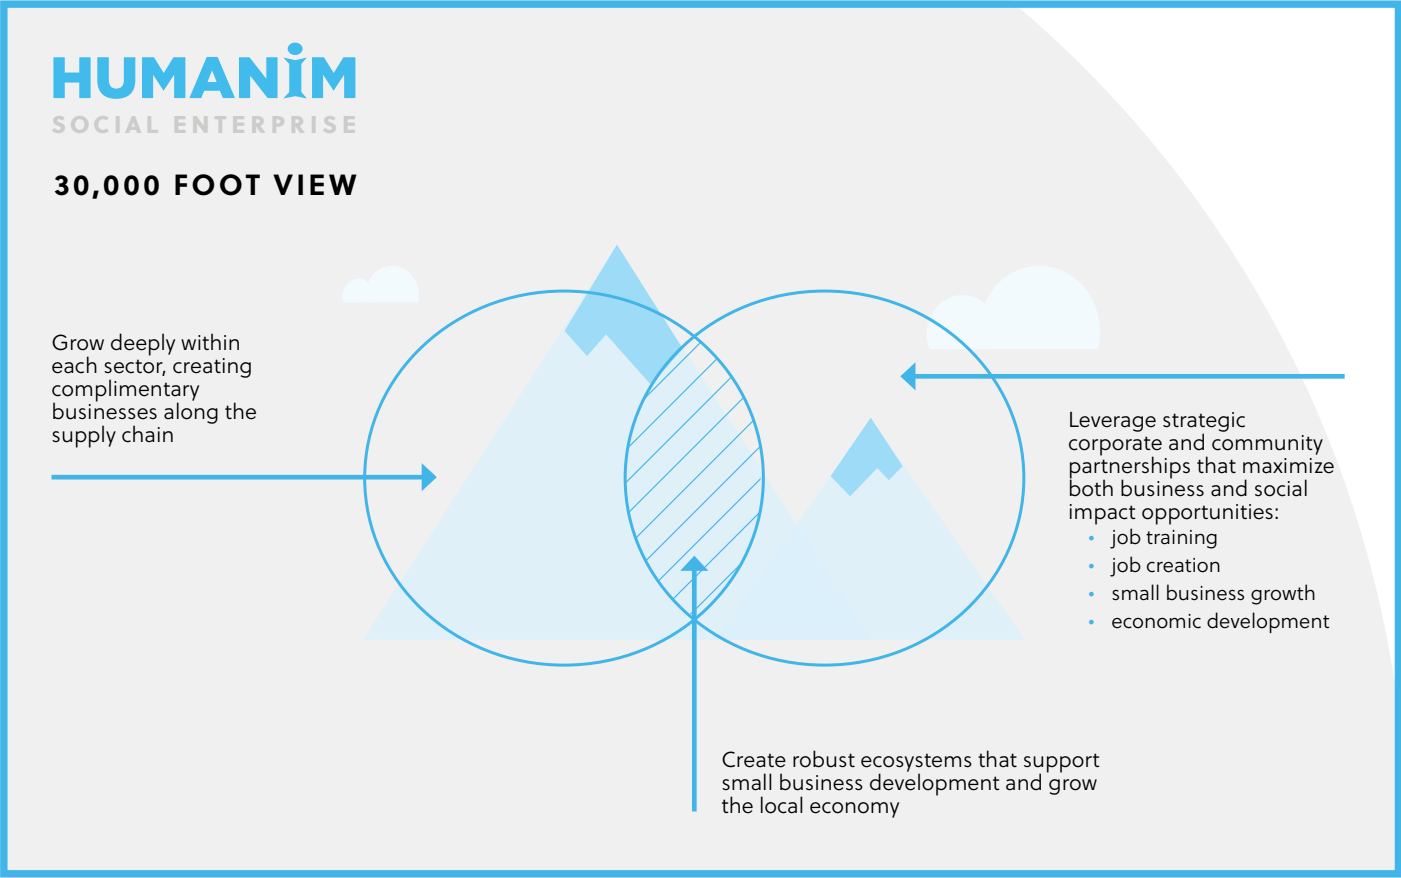 HUMANIM
SOCIAL ENTERPRISE
30,000 FOOT VIEW
Grow deeply within
each sector, creating
complimentary
businesses along the
supply chain
Leverage strategic
corporate and community
partnerships that maximize
both business and social
impact opportunities:
• job training
• job creation
• small business growth
• economic development
Create robust ecosystems that support
small business development and grow
the local economy